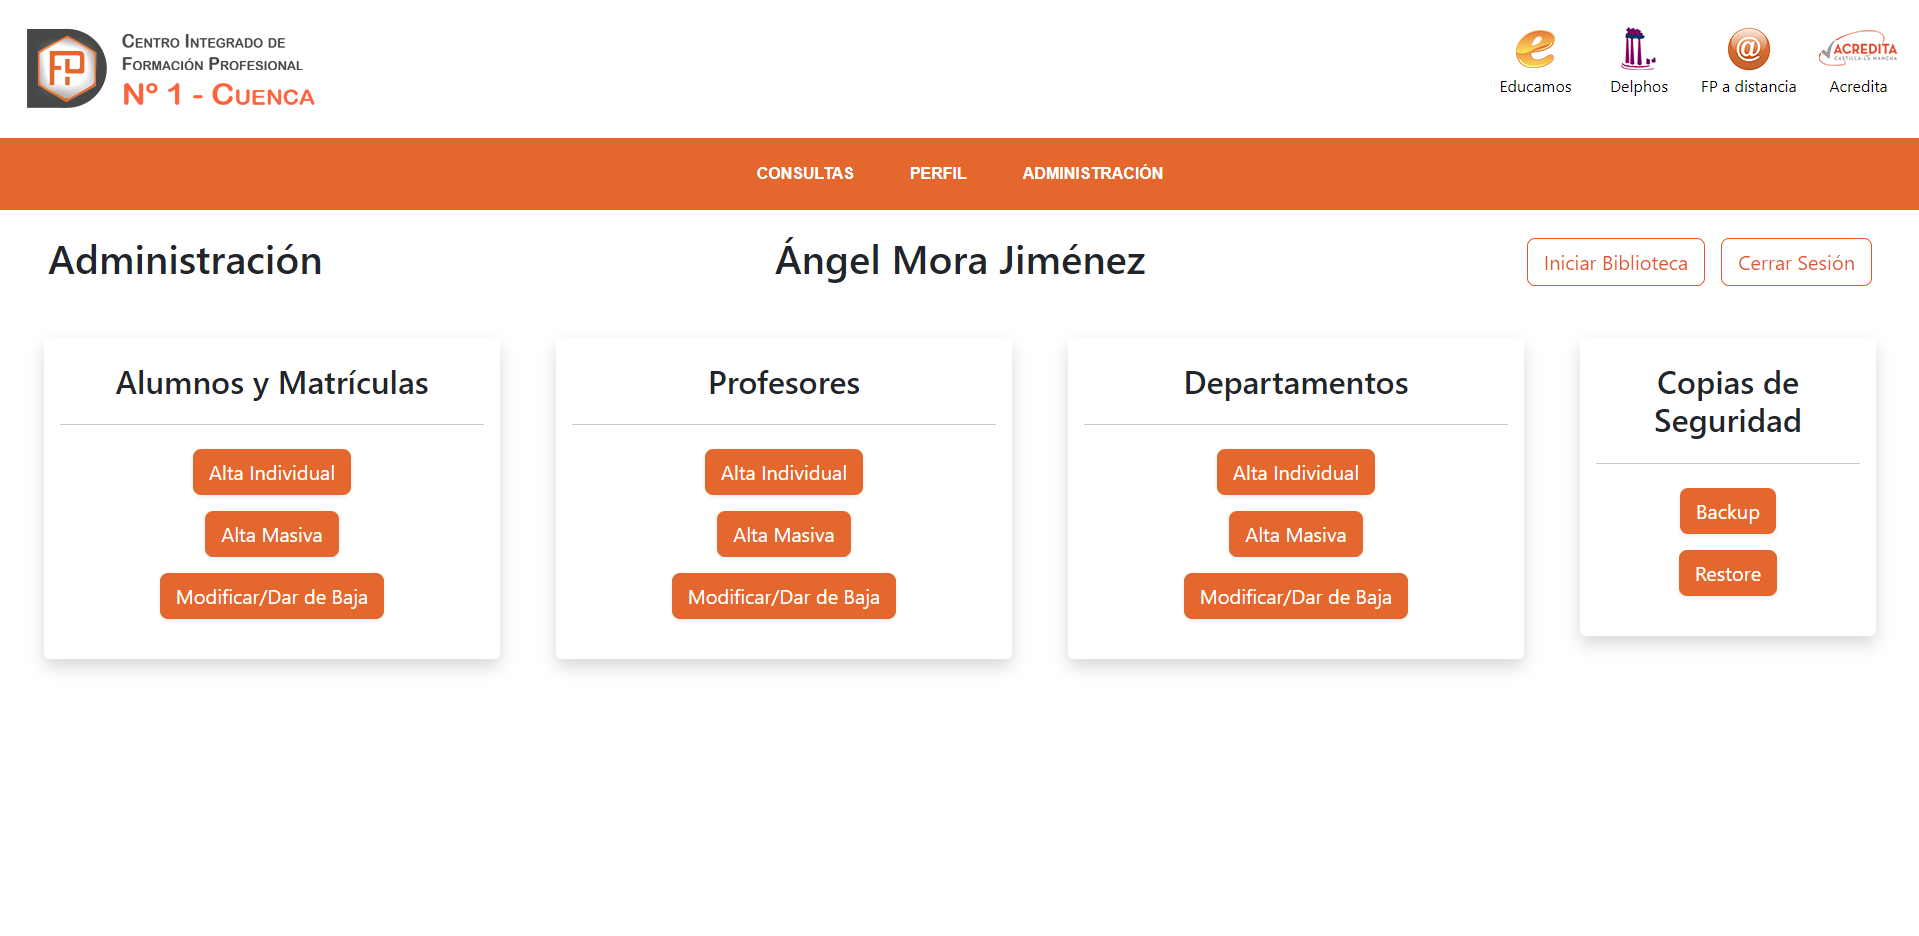 FP
CENTRO INTEGRADO DE
FORMACIÓN PROFESIONAL
Nº 1 - CUENCA
e
Educamos
Delphos
@
FP a distancia
ACREDITA
CASTILLA-LA MANCHA
Acredita
CONSULTAS PERFIL ADMINISTRACIÓN
Administración
Ángel Mora Jiménez
Iniciar Biblioteca
Cerrar Sesión
Alumnos y Matrículas
Alta Individual
Alta Masiva
Modificar/Dar de Baja
Profesores
Alta Individual
Alta Masiva
Modificar/Dar de Baja
Departamentos
Alta Individual
Alta Masiva
Modificar/Dar de Baja
Copias de
Seguridad
Backup
Restore